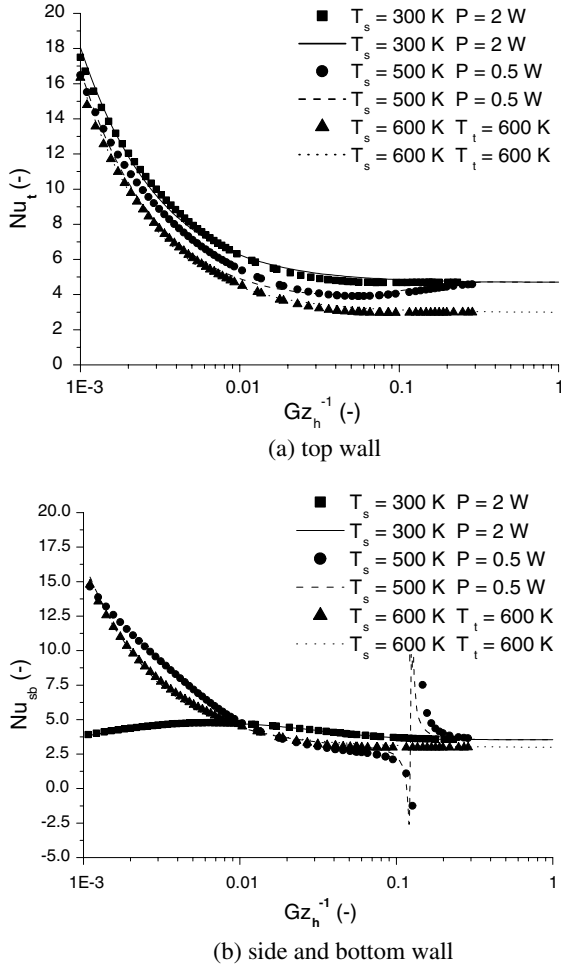 T_s = 300 K P = 2 W
T_s = 300 K P = 2 W
T_s = 500 K P = 0.5 W
T_s = 500 K P = 0.5 W
T_s = 600 K T_t = 600 K
T_s = 600 K T_t = 600 K
20
18
16
14
12
10
8
6
4
2
0
Nu_t (-)
1E-3 0.01 0.1 1
Gz_h^-1 (-)
(a) top wall
T_s = 300 K P = 2 W
T_s = 300 K P = 2 W
T_s = 500 K P = 0.5 W
T_s = 500 K P = 0.5 W
T_s = 600 K T_t = 600 K
T_s = 600 K T_t = 600 K
20.0
17.5
15.0
12.5
10.0
7.5
5.0
2.5
0.0
-2.5
-5.0
Nu_sb (-)
1E-3 0.01 0.1 1
Gz_h^-1 (-)
(b) side and bottom wall